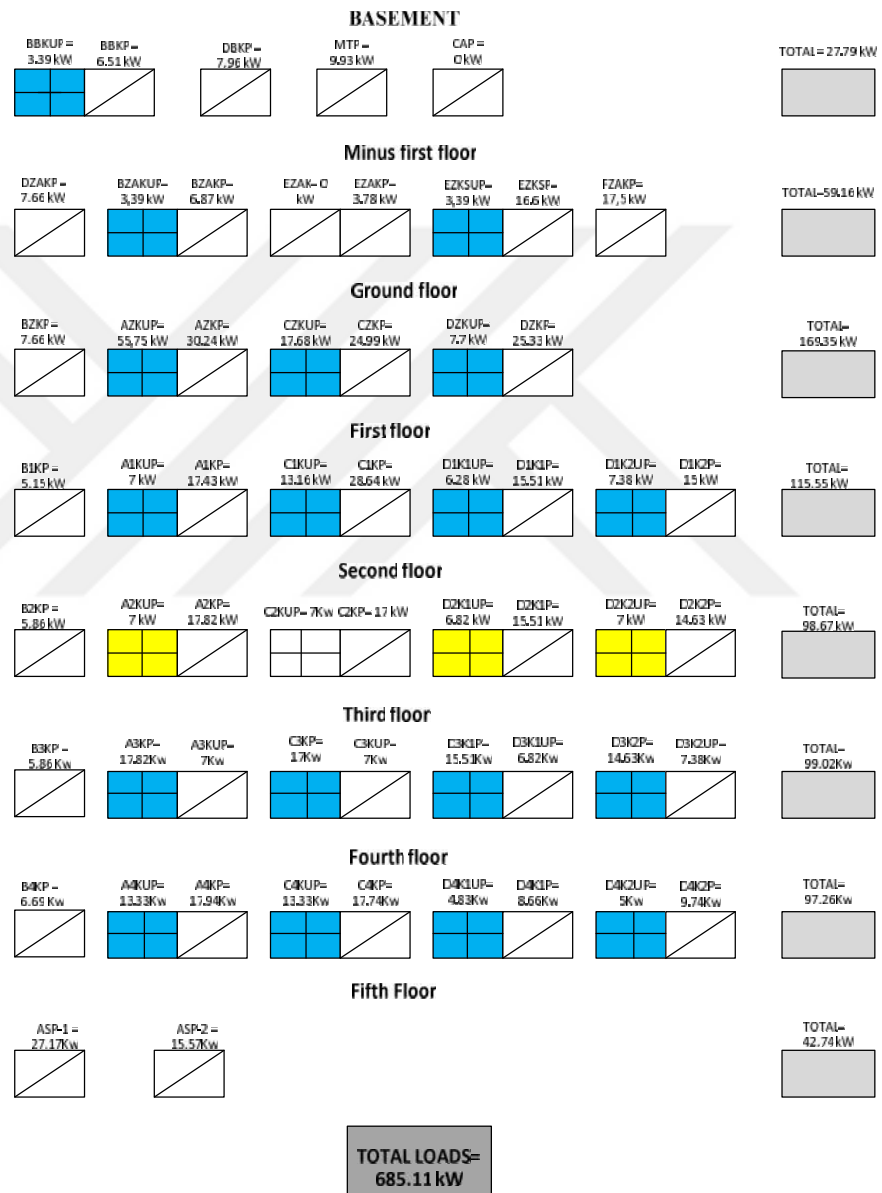 BASEMENT
BBKUP = BBKP = DBKP = MTP = CAP = TOTAL = 27.79 kW
3.39 kW 6.51 kW 7.96 kW 9.93 kW 0 kW
Minus first floor
DZAKP = BZAKUP= BZAKP= EZAK= 0 EZAKP= EZKSUP= EZKSP= FZAKP= TOTAL=59.16 kW
7.66 kW 3,39 kW 6.87 kW kW 3.78 kW 3,39 kW 16.6 kW 17,5 kW
Ground floor
BZKP = AZKUP= AZKP= CZKUP= CZKP= DZKUP= DZKP= TOTAL=
7.66 kW 55,75 kW 30.24 kW 17.68 kW 24.99 kW 7.7 kW 25.33 kW 169.35 kW
First floor
B1KP = A1KUP= A1KP= C1KUP= C1KP= D1K1UP= D1K1P= D1K2UP= D1K2P= TOTAL=
5.15 kW 7 kW 17.43 kW 13.16 kW 28.64 kW 6.28 kW 15.51 kW 7.38 kW 15 kW 115.55 kW
Second floor
B2KP = A2KUP= A2KP= C2KUP= 7Kw C2KP= 17 kW D2K1UP= D2K1P= D2K2UP= D2K2P= TOTAL=
5.86 kW 7 kW 17.82 kW 6.82 kW 15.51 kW 7 kW 14.63 kW 98.67 kW
Third floor
B3KP = A3KP= A3KUP= C3KP= C3KUP= D3K1P= D3K1UP= D3K2P= D3K2UP= TOTAL=
5.86 Kw 17.82Kw 7Kw 17Kw 7Kw 15.51Kw 6.82Kw 14.63Kw 7.38Kw 99.02Kw
Fourth floor
B4KP = A4KUP= A4KP= C4KUP= C4KP= D4K1UP= D4K1P= D4K2UP= D4K2P= TOTAL=
6.69 Kw 13.33Kw 17.94Kw 13.33Kw 17.74Kw 4.83Kw 8.66Kw 5Kw 9.74Kw 97.26Kw
Fifth Floor
ASP-1 = ASP-2 = TOTAL=
27.17Kw 15.57Kw 42.74 kW
TOTAL LOADS=
685.11 kW